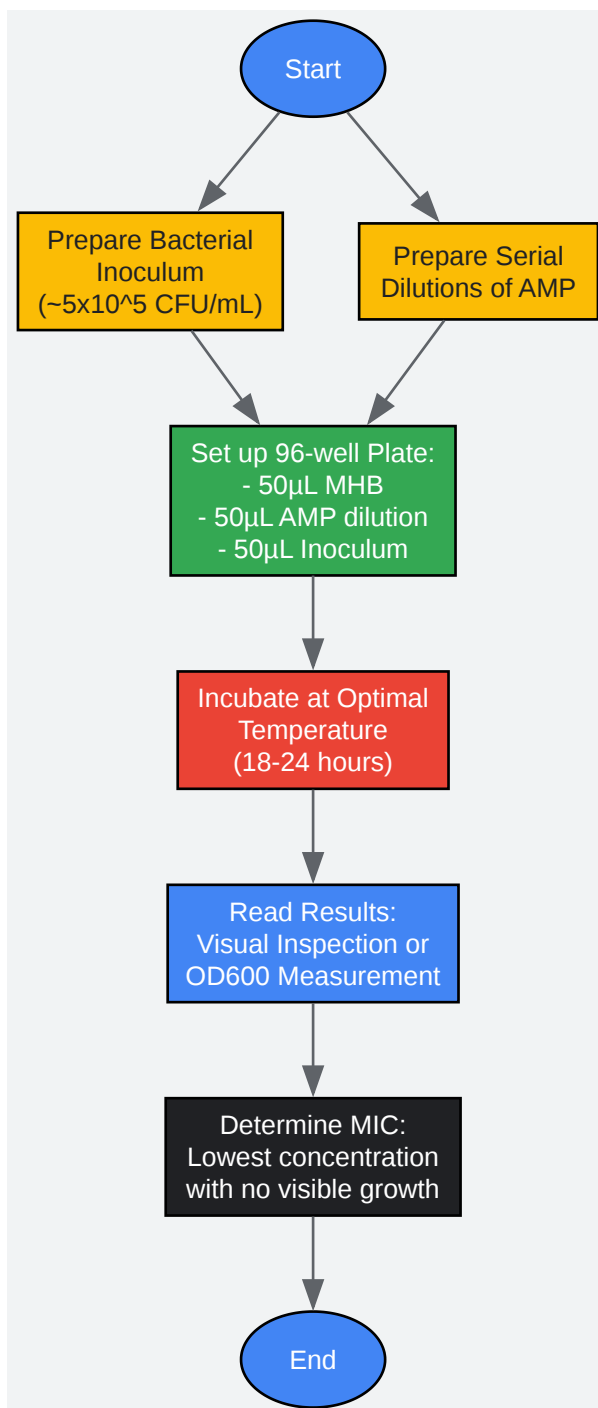 Start
Prepare Bacterial
Inoculum
(~5x10^5 CFU/mL)
Prepare Serial
Dilutions of AMP
Set up 96-well Plate:
- 50µL MHB
- 50µL AMP dilution
- 50µL Inoculum
Incubate at Optimal
Temperature
(18-24 hours)
Read Results:
Visual Inspection or
OD600 Measurement
Determine MIC:
Lowest concentration
with no visible growth
End